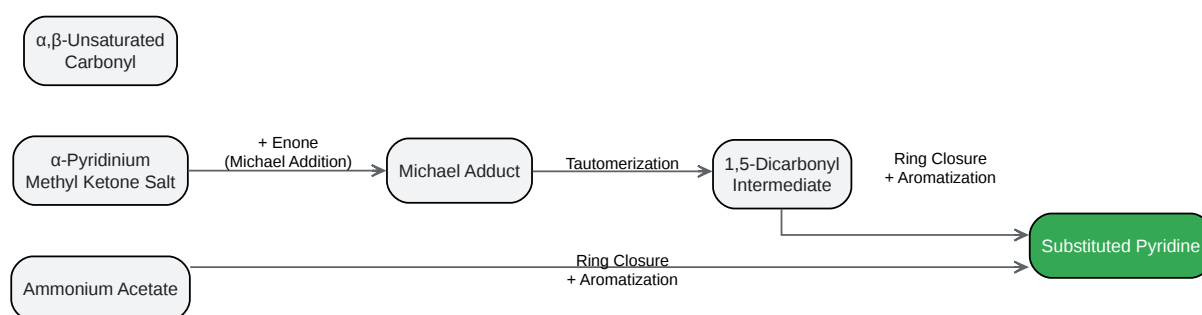 α,β-Unsaturated
Carbonyl
α-Pyridinium
Methyl Ketone Salt
+ Enone
(Michael Addition)
Michael Adduct
Tautomerization
1,5-Dicarbonyl
Intermediate
Ring Closure
+ Aromatization
Substituted Pyridine
Ammonium Acetate
Ring Closure
+ Aromatization